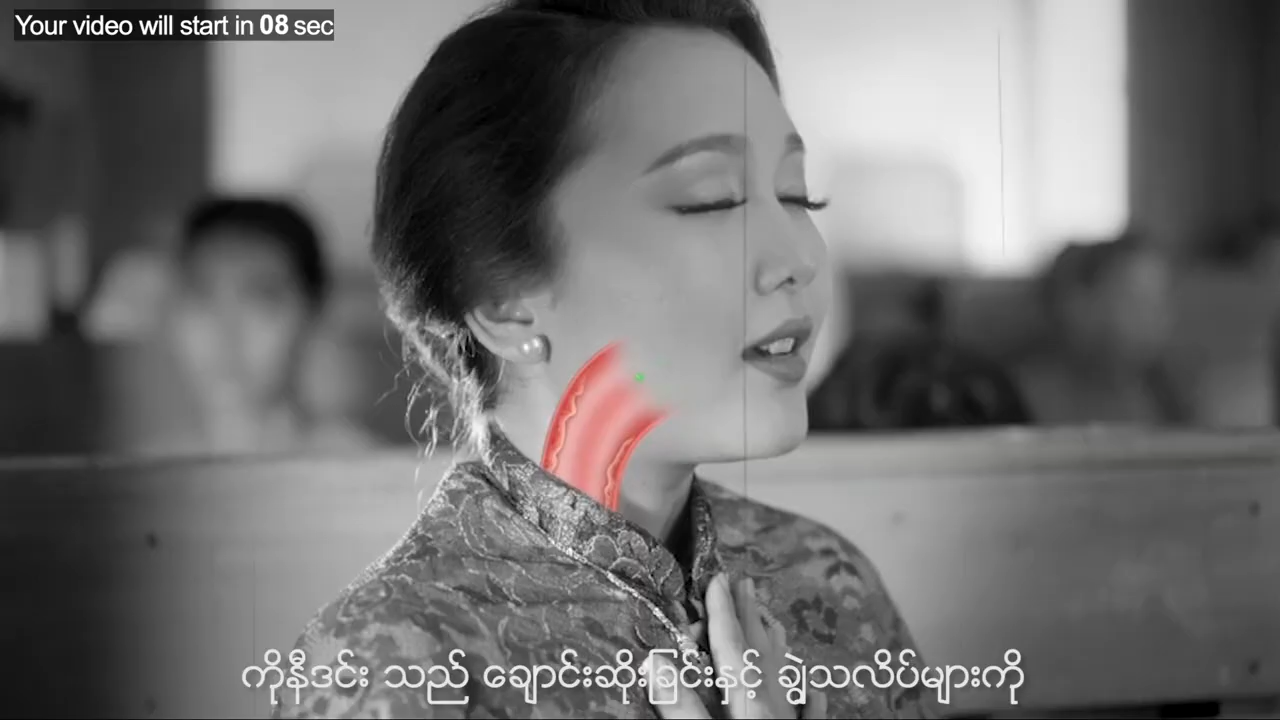 Your video will start in 08 sec
ကိုနီဒင်း သည် ချောင်းဆိုးခြင်းနှင့် ချွဲသလိပ်များကို